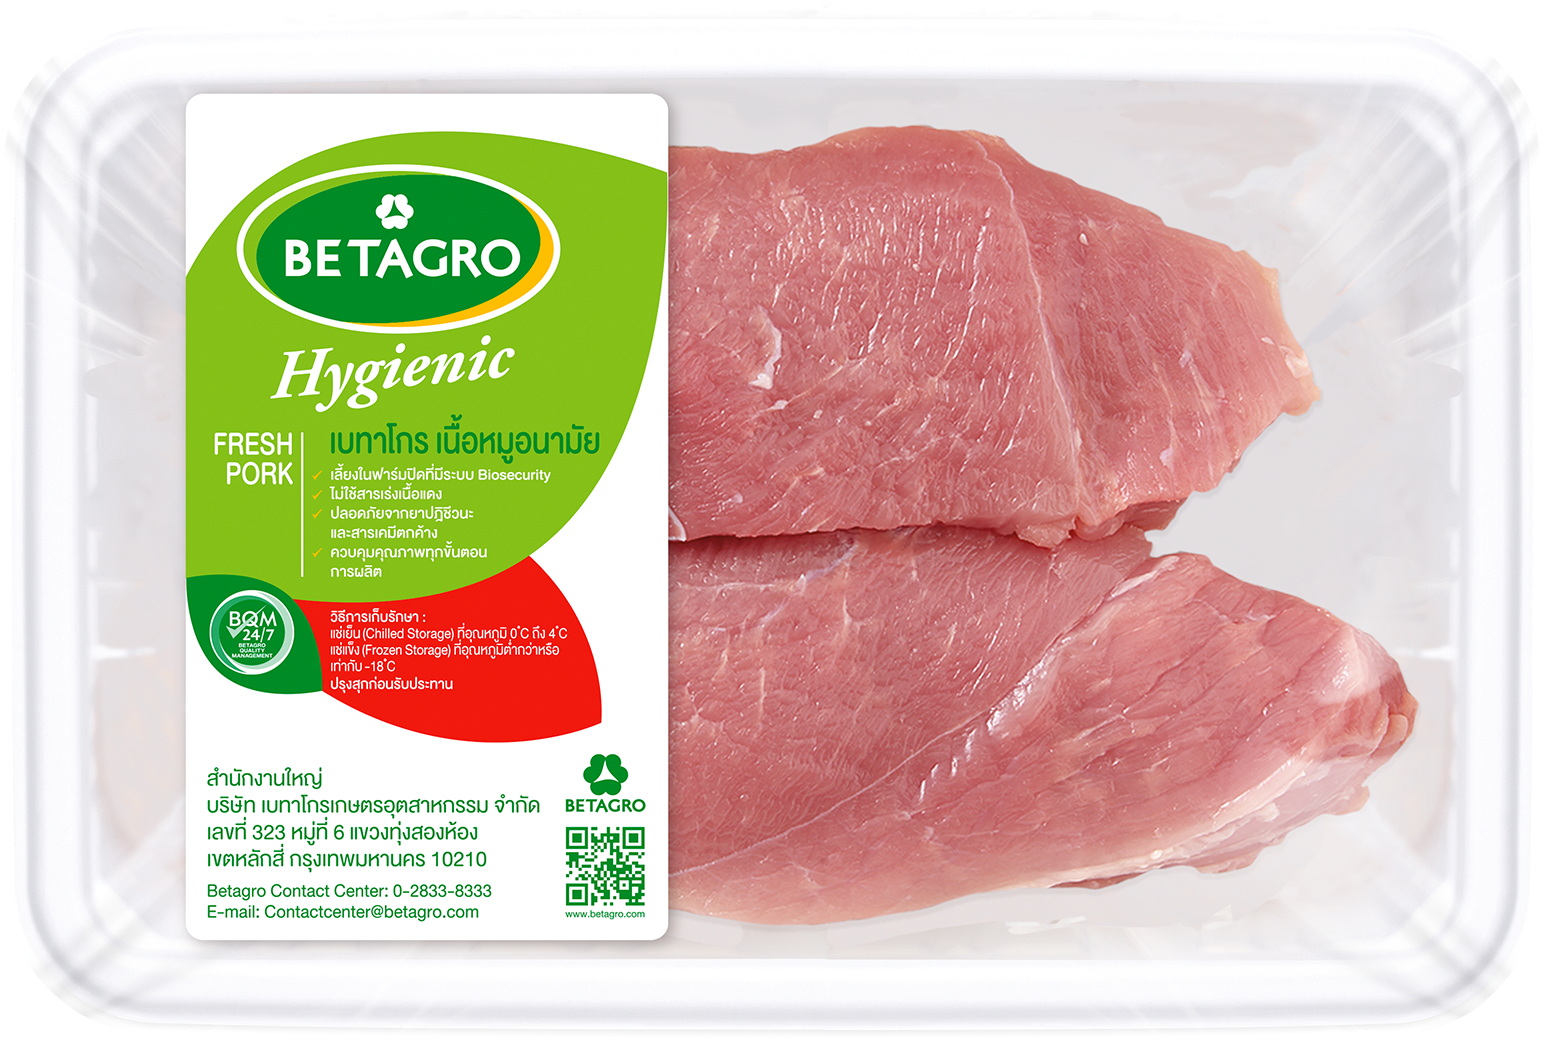 BETAGRO
Hygienic
FRESH
PORK
เบทาโกร เนื้อหมูอนามัย
✓ เลี้ยงในฟาร์มปิดที่มีระบบ Biosecurity
✓ ไม่ใช้สารเร่งเนื้อแดง
✓ ปลอดภัยจากยาปฏิชีวนะ
และสารเคมีตกค้าง
✓ ควบคุมคุณภาพทุกขั้นตอน
การผลิต
BQM
24/7
BETAGRO
QUALITY
MANAGEMENT
วิธีการเก็บรักษา :
แช่เย็น (Chilled Storage) ที่อุณหภูมิ 0°C ถึง 4°C
แช่แข็ง (Frozen Storage) ที่อุณหภูมิต่ำกว่าหรือ
เท่ากับ -18°C
ปรุงสุกก่อนรับประทาน
สำนักงานใหญ่
บริษัท เบทาโกรเกษตรอุตสาหกรรม จำกัด
เลขที่ 323 หมู่ที่ 6 แขวงทุ่งสองห้อง
เขตหลักสี่ กรุงเทพมหานคร 10210
Betagro Contact Center: 0-2833-8333
E-mail: Contactcenter@betagro.com
BETAGRO
www.betagro.com